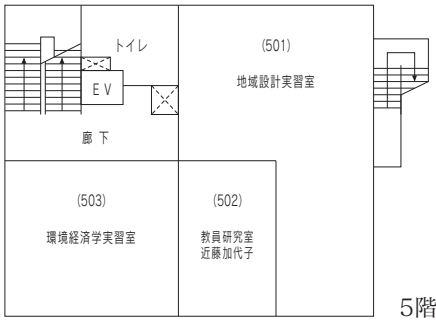 トイレ
(501)
地域設計実習室
EV
廊下
(503)
環境経済学実習室
(502)
教員研究室
近藤加代子
5階